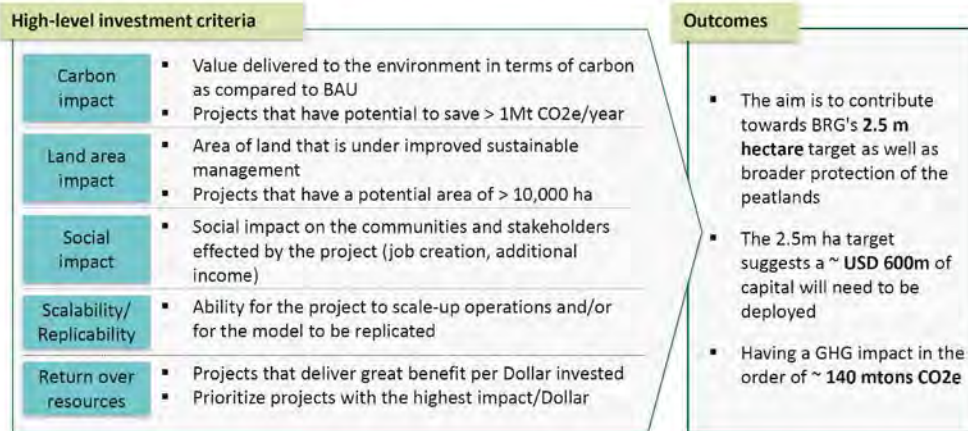 High-level investment criteria
Carbon
impact
▪ Value delivered to the environment in terms of carbon
as compared to BAU
▪ Projects that have potential to save > 1Mt CO2e/year
Land area
impact
▪ Area of land that is under improved sustainable
management
▪ Projects that have a potential area of > 10,000 ha
Social
impact
▪ Social impact on the communities and stakeholders
effected by the project (job creation, additional
income)
Scalability/
Replicability
▪ Ability for the project to scale-up operations and/or
for the model to be replicated
Return over
resources
▪ Projects that deliver great benefit per Dollar invested
▪ Prioritize projects with the highest impact/Dollar
Outcomes
▪ The aim is to contribute
towards BRG's 2.5 m
hectare target as well as
broader protection of the
peatlands
▪ The 2.5m ha target
suggests a ~ USD 600m of
capital will need to be
deployed
▪ Having a GHG impact in the
order of ~ 140 mtons CO2e